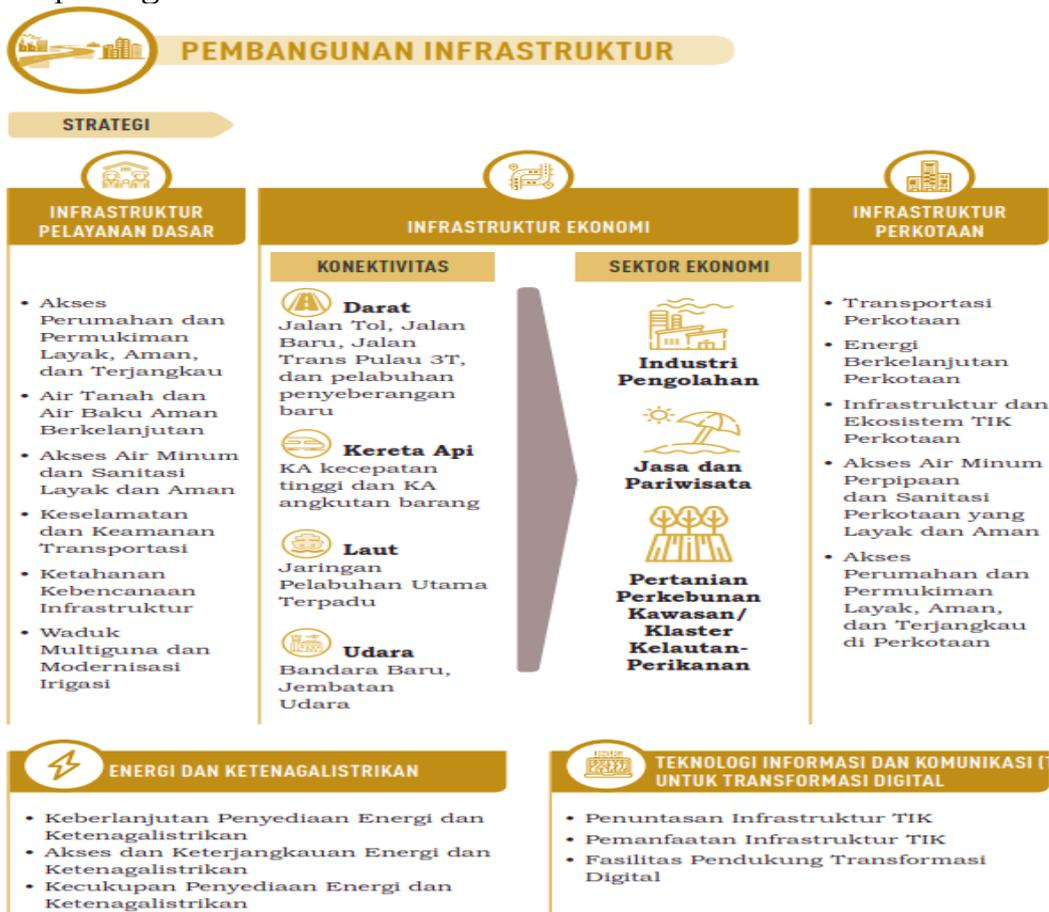 PEMBANGUNAN INFRASTRUKTUR
STRATEGI
INFRASTRUKTUR
PELAYANAN DASAR
• Akses
Perumahan dan
Permukiman
Layak, Aman,
dan Terjangkau
• Air Tanah dan
Air Baku Aman
Berkelanjutan
• Akses Air Minum
dan Sanitasi
Layak dan Aman
• Keselamatan
dan Keamanan
Transportasi
• Ketahanan
Kebencanaan
Infrastruktur
• Waduk
Multiguna dan
Modernisasi
Irigasi
INFRASTRUKTUR EKONOMI
KONEKTIVITAS
Darat
Jalan Tol, Jalan
Baru, Jalan
Trans Pulau 3T,
dan pelabuhan
penyeberangan
baru
Kereta Api
KA kecepatan
tinggi dan KA
angkutan barang
Laut
Jaringan
Pelabuhan Utama
Terpadu
Udara
Bandara Baru,
Jembatan
Udara
SEKTOR EKONOMI
Industri
Pengolahan
Jasa dan
Pariwisata
Pertanian
Perkebunan
Kawasan/
Klaster
Kelautan-
Perikanan
INFRASTRUKTUR
PERKOTAAN
• Transportasi
Perkotaan
• Energi
Berkelanjutan
Perkotaan
• Infrastruktur dan
Ekosistem TIK
Perkotaan
• Akses Air Minum
Perpipaan
dan Sanitasi
Perkotaan yang
Layak dan Aman
• Akses
Perumahan dan
Permukiman
Layak, Aman,
dan Terjangkau
di Perkotaan
ENERGI DAN KETENAGALISTRIKAN
• Keberlanjutan Penyediaan Energi dan
Ketenagalistrikan
• Akses dan Keterjangkauan Energi dan
Ketenagalistrikan
• Kecukupan Penyediaan Energi dan
Ketenagalistrikan
TEKNOLOGI INFORMASI DAN KOMUNIKASI (T
UNTUK TRANSFORMASI DIGITAL
• Penuntasan Infrastruktur TIK
• Pemanfaatan Infrastruktur TIK
• Fasilitas Pendukung Transformasi
Digital